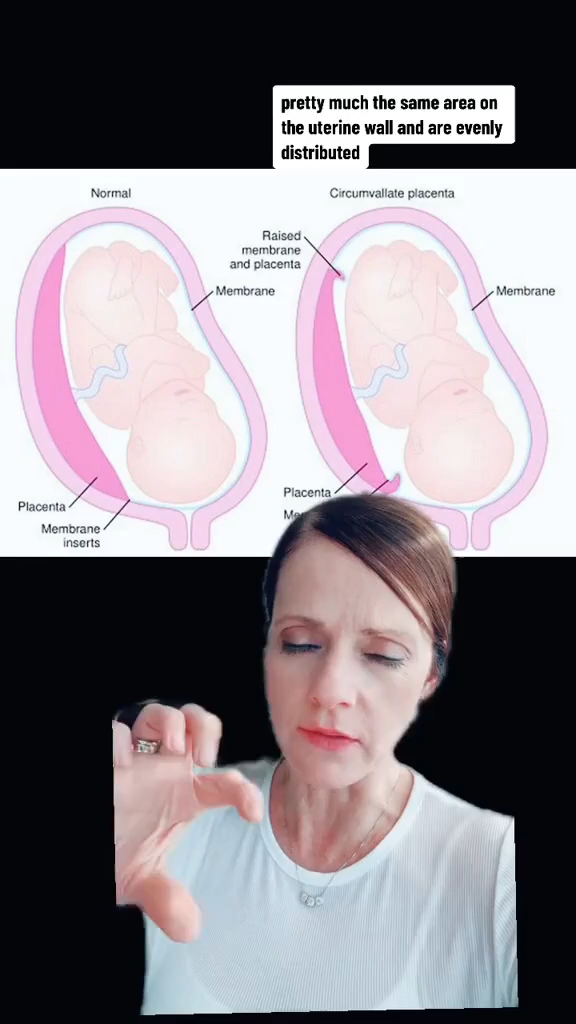 pretty much the same area on
the uterine wall and are evenly
distributed
Normal
Circumvallate placenta
Raised
membrane
and placenta
Membrane
Membrane
Placenta
Membrane
inserts
Placenta